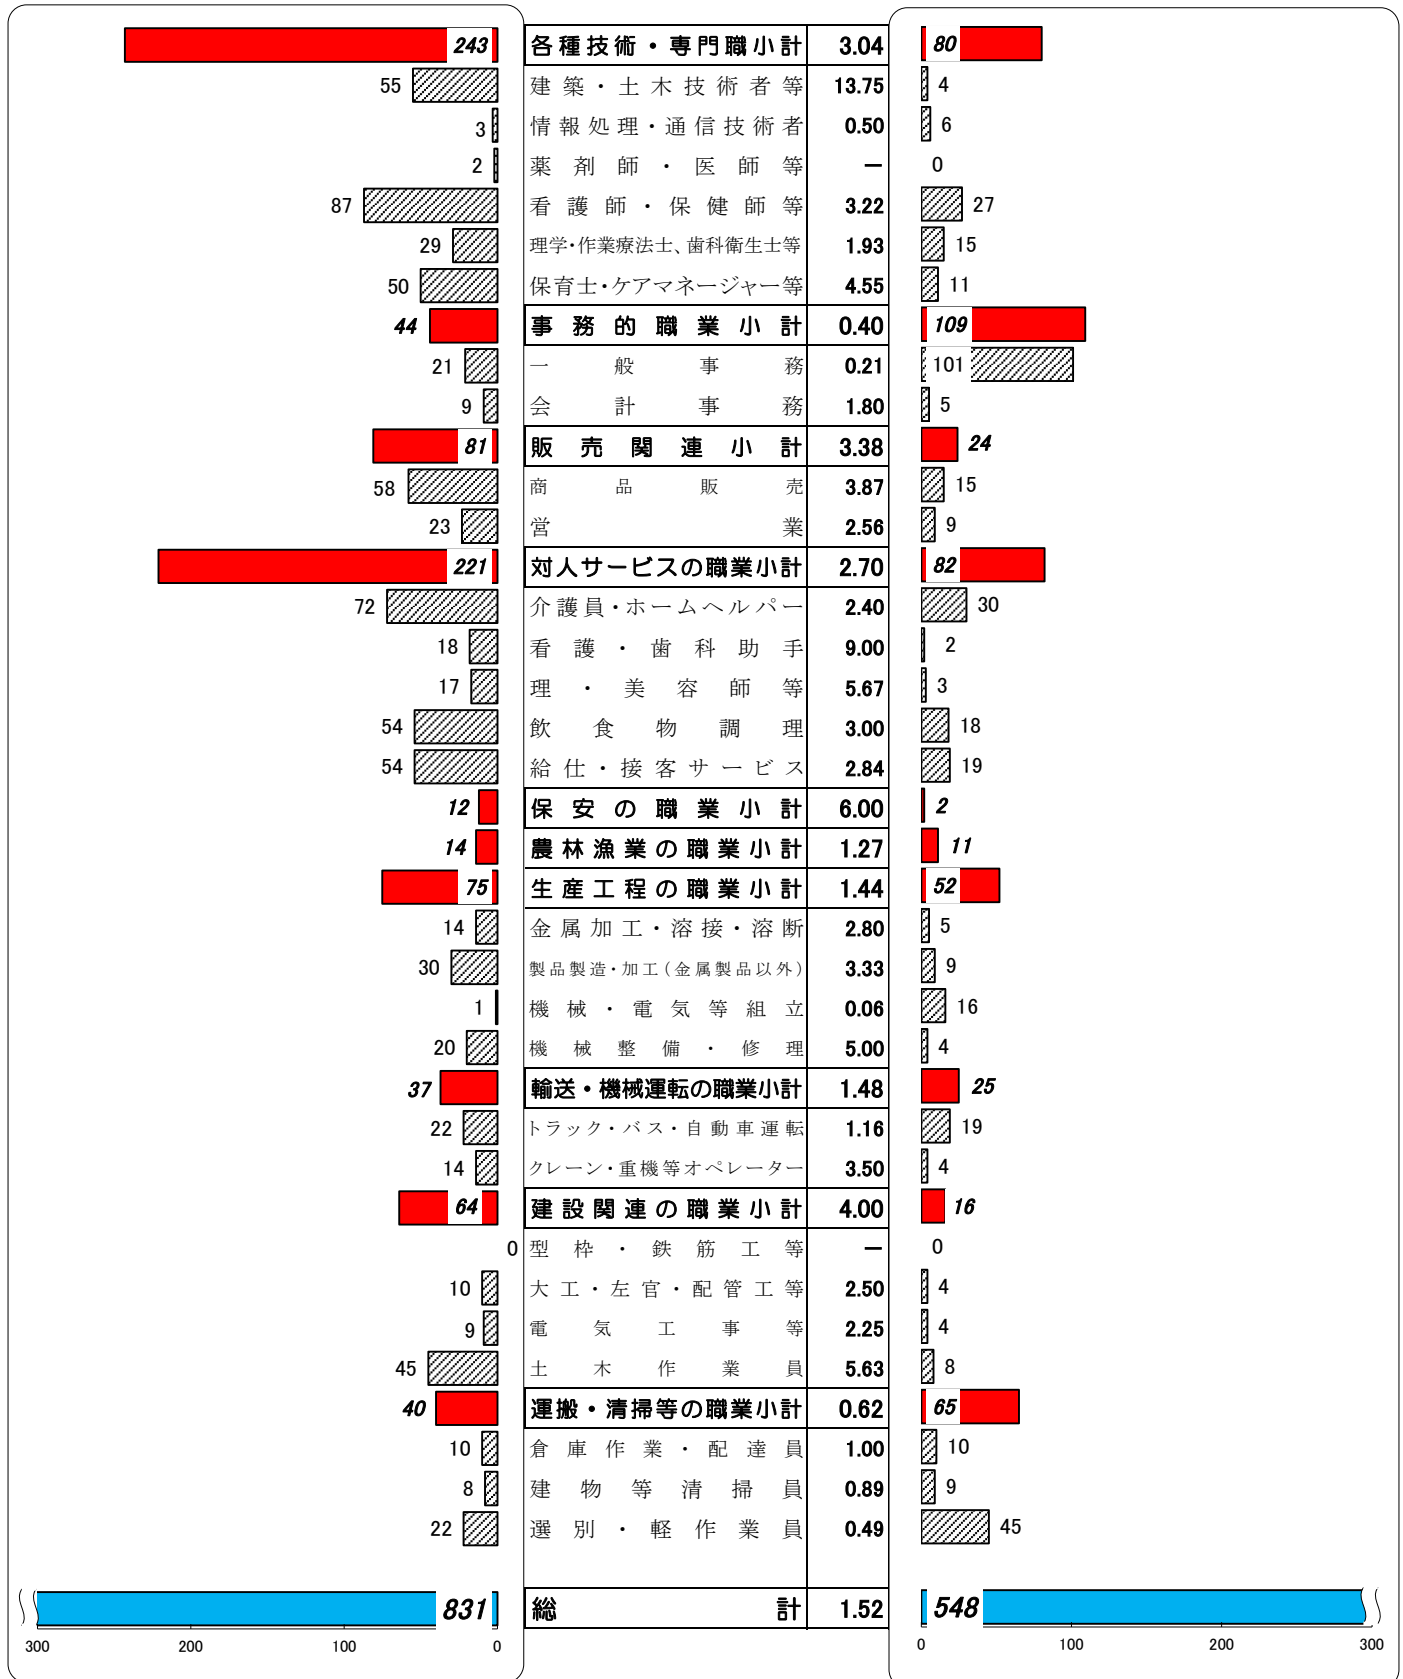 243 各種技術・専門職小計 3.04 80
55 建築・土木技術者等 13.75 4
3 情報処理・通信技術者 0.50 6
2 薬剤師・医師等 － 0
87 看護師・保健師等 3.22 27
29 理学・作業療法士、歯科衛生士等 1.93 15
50 保育士・ケアマネージャー等 4.55 11
44 事務的職業小計 0.40 109
21 一般事務 0.21 101
9 会計事務 1.80 5
81 販売関連小計 3.38 24
58 商品販売 3.87 15
23 営業 2.56 9
221 対人サービスの職業小計 2.70 82
72 介護員・ホームヘルパー 2.40 30
18 看護・歯科助手 9.00 2
17 理・美容師等 5.67 3
54 飲食物調理 3.00 18
54 給仕・接客サービス 2.84 19
12 保安の職業小計 6.00 2
14 農林漁業の職業小計 1.27 11
75 生産工程の職業小計 1.44 52
14 金属加工・溶接・溶断 2.80 5
30 製品製造・加工(金属製品以外) 3.33 9
1 機械・電気等組立 0.06 16
20 機械整備・修理 5.00 4
37 輸送・機械運転の職業小計 1.48 25
22 トラック・バス・自動車運転 1.16 19
14 クレーン・重機等オペレーター 3.50 4
64 建設関連の職業小計 4.00 16
0 型枠・鉄筋工等 － 0
10 大工・左官・配管工等 2.50 4
9 電気工事等 2.25 4
45 土木作業員 5.63 8
40 運搬・清掃等の職業小計 0.62 65
10 倉庫作業・配達員 1.00 10
8 建物等清掃員 0.89 9
22 選別・軽作業員 0.49 45
831 総計 1.52 548
300 200 100 0 0 100 200 300